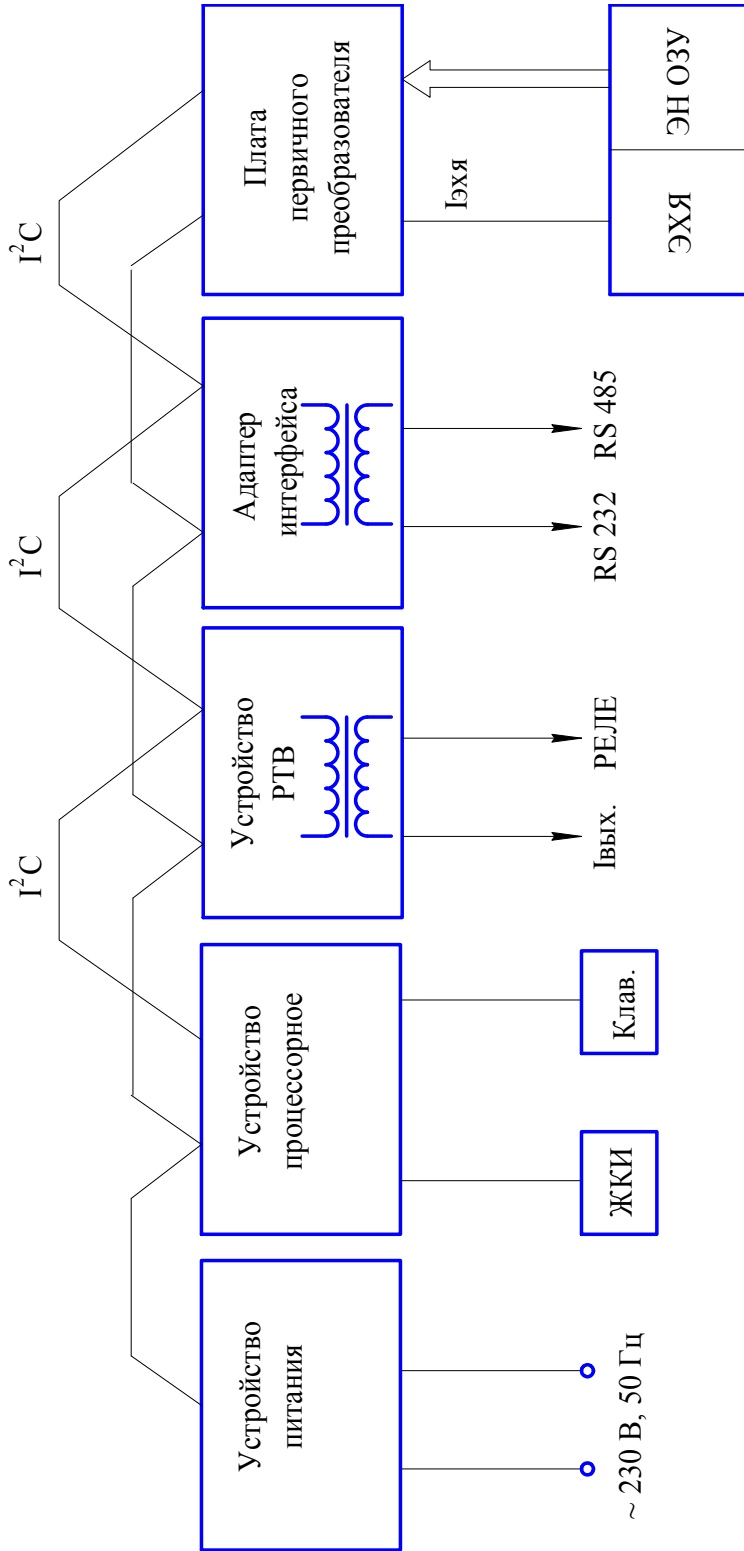 I²C
I²C
I²C
Устройство
питания
Устройство
процессорное
Устройство
РТВ
Адаптер
интерфейса
Плата
первичного
преобразователя
~ 230 В, 50 Гц
ЖКИ
Клав.
Iвых.
РЕЛЕ
RS 232
RS 485
Iэхя
ЭХЯ
ЭН ОЗУ